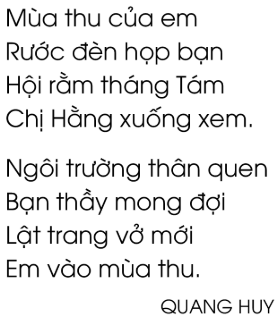 Mùa thu của em
Rước đèn họp bạn
Hội rằm tháng Tám
Chị Hằng xuống xem.
Ngôi trường thân quen
Bạn thầy mong đợi
Lật trang vở mới
Em vào mùa thu.
QUANG HUY